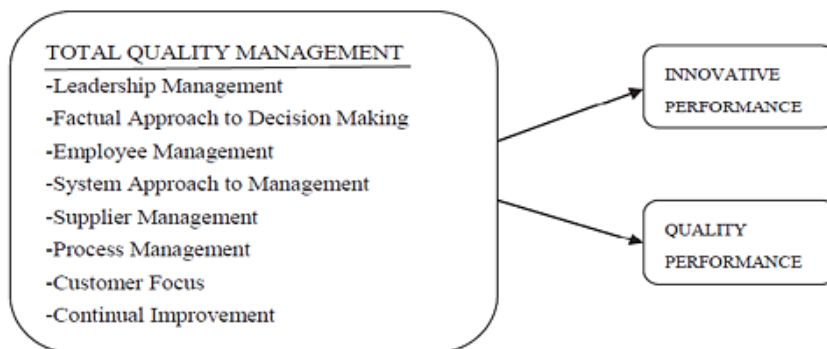 TOTAL QUALITY MANAGEMENT
-Leadership Management
-Factual Approach to Decision Making
-Employee Management
-System Approach to Management
-Supplier Management
-Process Management
-Customer Focus
-Continual Improvement
INNOVATIVE
PERFORMANCE
QUALITY
PERFORMANCE